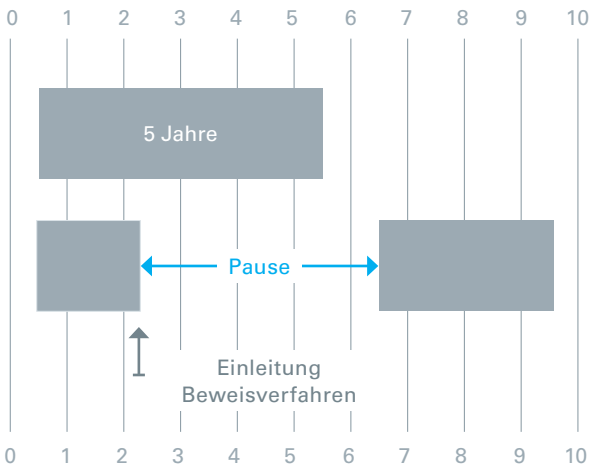 0 1 2 3 4 5 6 7 8 9 10
5 Jahre
Pause
Einleitung
Beweisverfahren
0 1 2 3 4 5 6 7 8 9 10